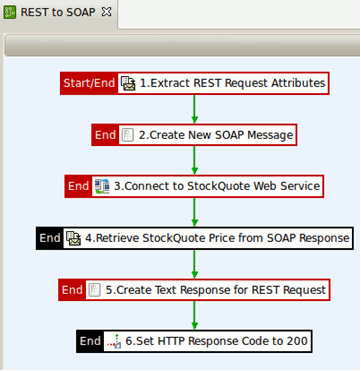 REST to SOAP
Start/End 1.Extract REST Request Attributes
End 2.Create New SOAP Message
End 3.Connect to StockQuote Web Service
End 4.Retrieve StockQuote Price from SOAP Response
End 5.Create Text Response for REST Request
End 6.Set HTTP Response Code to 200